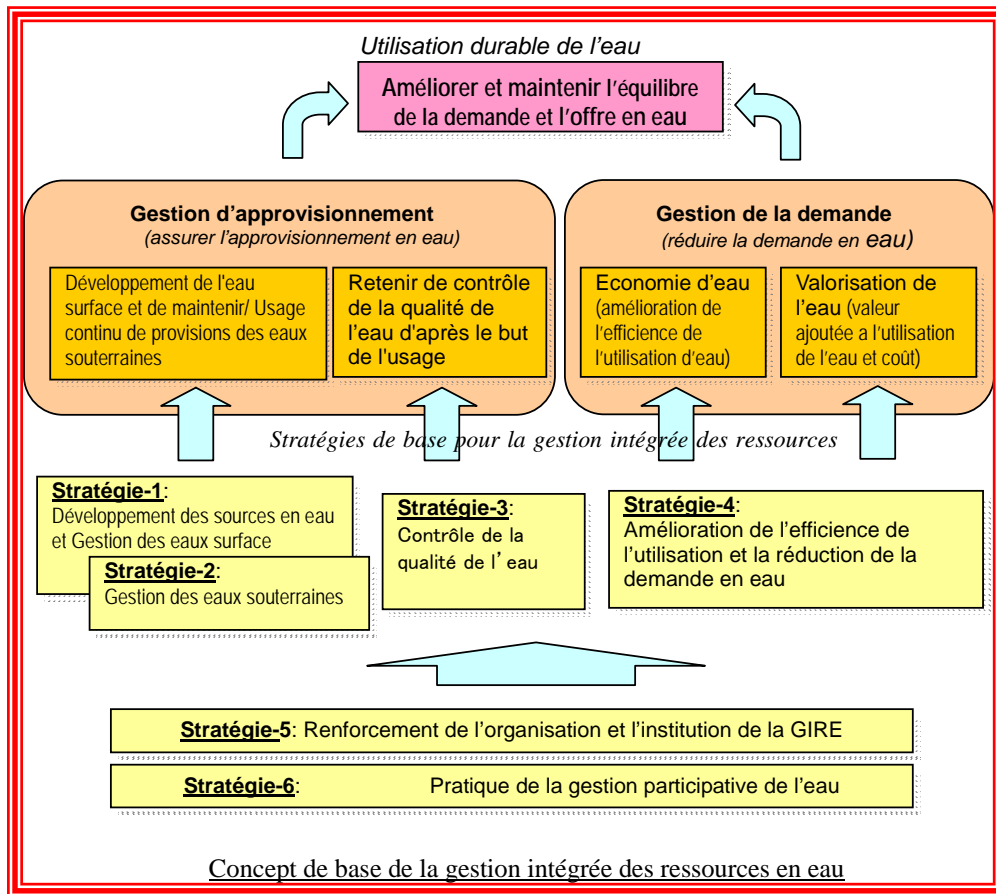 Utilisation durable de l'eau
Améliorer et maintenir l'équilibre
de la demande et l'offre en eau
Gestion d'approvisionnement
(assurer l'approvisionnement en eau)
Développement de l'eau
surface et de maintenir/ Usage
continu de provisions des eaux
souterraines
Retenir de contrôle
de la qualité de
l'eau d'après le but
de l'usage
Gestion de la demande
(réduire la demande en eau)
Economie d'eau
(amélioration de
l'efficience de
l'utilisation d'eau)
Valorisation de
l'eau (valeur
ajoutée a l'utilisation
de l'eau et coût)
Stratégies de base pour la gestion intégrée des ressources
Stratégie-1:
Développement des sources en eau
et Gestion des eaux surface
Stratégie-2:
Gestion des eaux souterraines
Stratégie-3:
Contrôle de la
qualité de l'eau
Stratégie-4:
Amélioration de l'efficience de
l'utilisation et la réduction de la
demande en eau
Stratégie-5: Renforcement de l'organisation et l'institution de la GIRE
Stratégie-6: Pratique de la gestion participative de l'eau
Concept de base de la gestion intégrée des ressources en eau